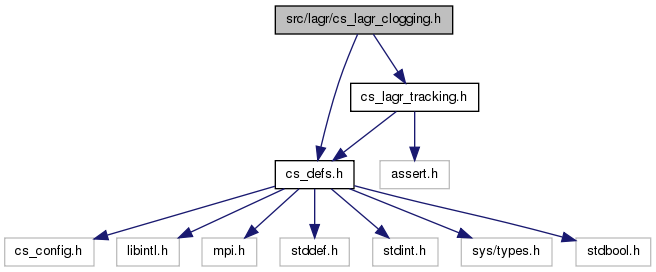 src/lagr/cs_lagr_clogging.h
cs_lagr_tracking.h
cs_defs.h
assert.h
cs_config.h
libintl.h
mpi.h
stddef.h
stdint.h
sys/types.h
stdbool.h